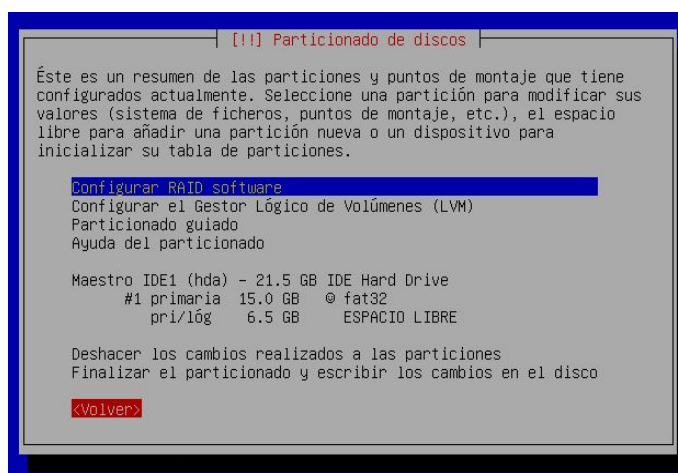 [!!] Particionado de discos
Éste es un resumen de las particiones y puntos de montaje que tiene
configurados actualmente. Seleccione una partición para modificar sus
valores (sistema de ficheros, puntos de montaje, etc.), el espacio
libre para añadir una partición nueva o un dispositivo para
inicializar su tabla de particiones.
Configurar RAID software
Configurar el Gestor Lógico de Volúmenes (LVM)
Particionado guiado
Ayuda del particionado
Maestro IDE1 (hda) - 21.5 GB IDE Hard Drive
#1 primaria 15.0 GB @ fat32
pri/lóg 6.5 GB ESPACIO LIBRE
Deshacer los cambios realizados a las particiones
Finalizar el particionado y escribir los cambios en el disco
<Volver>